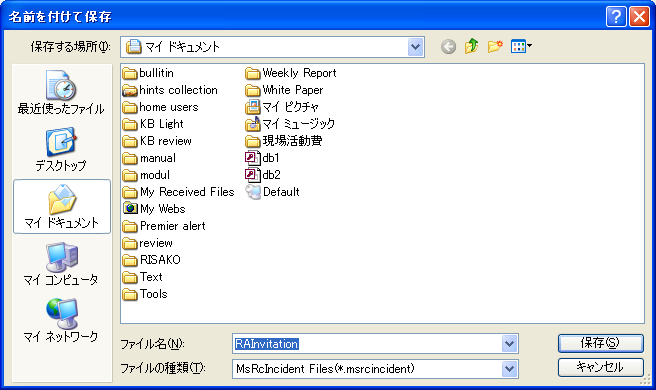 名前を付けて保存
保存する場所(I):
マイ ドキュメント
最近使ったファイル
デスクトップ
マイ ドキュメント
マイ コンピュータ
マイ ネットワーク
bullitin
hints collection
home users
KB Light
KB review
manual
modul
My Received Files
My Webs
Premier alert
review
RISAKO
Text
Tools
Weekly Report
White Paper
マイ ピクチャ
マイ ミュージック
現場活動費
db1
db2
Default
ファイル名(N):
RAInvitation
保存(S)
ファイルの種類(T):
MsRcIncident Files(*.msrcincident)
キャンセル